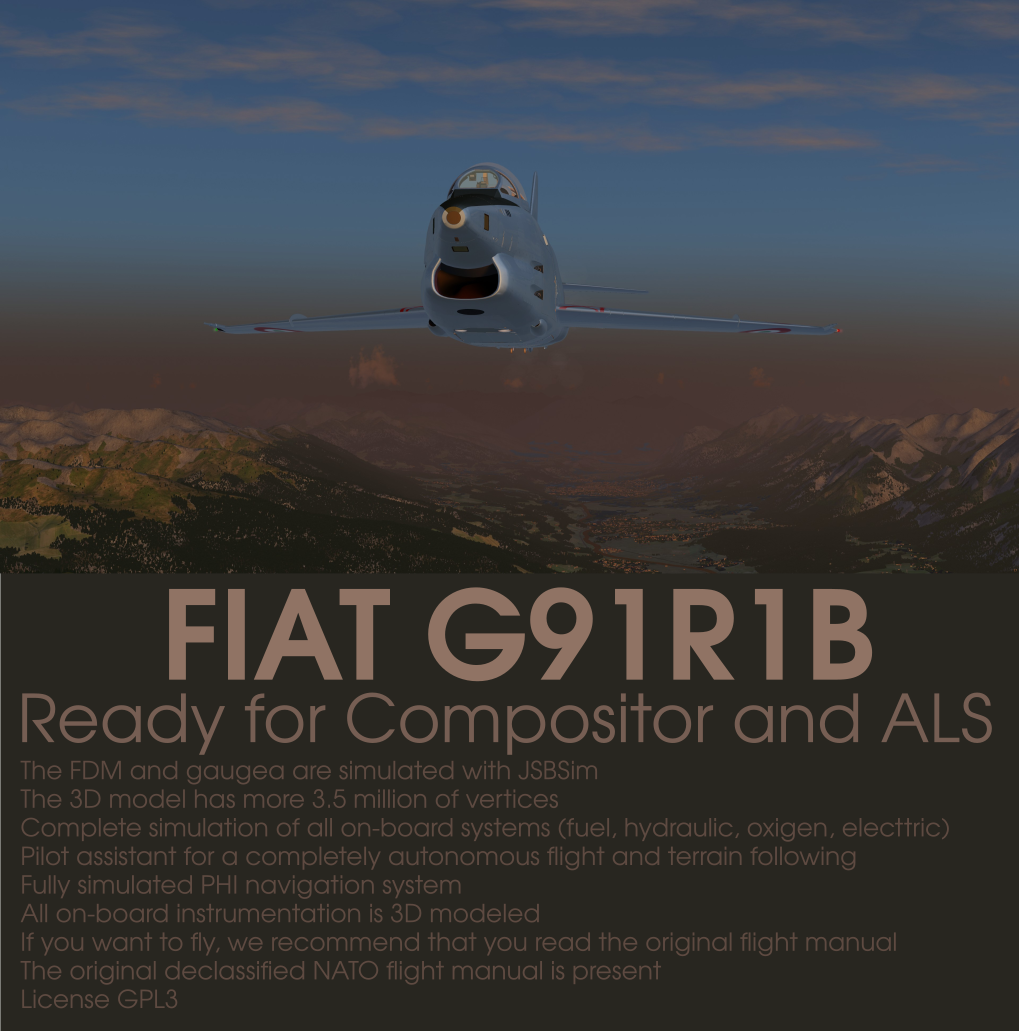 FIAT G91R1B
Ready for Compositor and ALS
The FDM and gaugea are simulated with JSBSim
The 3D model has more 3.5 million of vertices
Complete simulation of all on-board systems (fuel, hydraulic, oxigen, electtric)
Pilot assistant for a completely autonomous flight and terrain following
Fully simulated PHI navigation system
All on-board instrumentation is 3D modeled
If you want to fly, we recommend that you read the original flight manual
The original declassified NATO flight manual is present
License GPL3